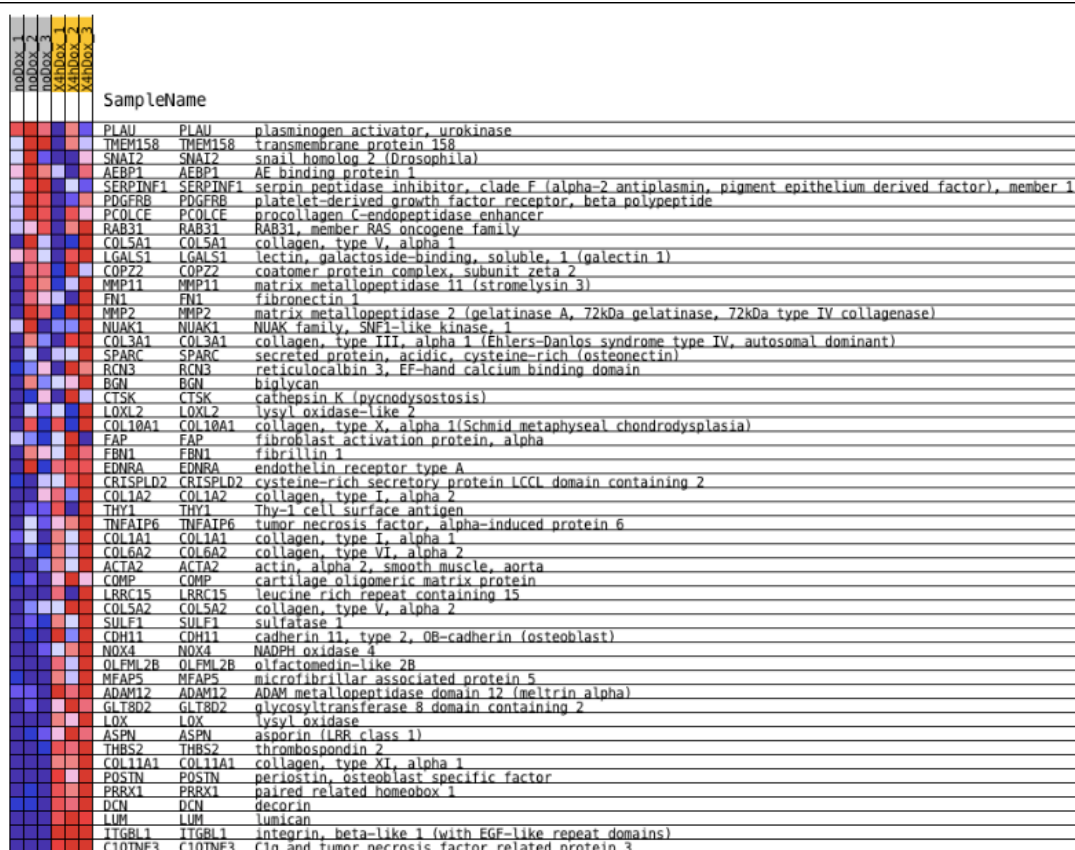 noDox_1
noDox_2
noDox_3
X4hDox_1
X4hDox_2
X4hDox_3
SampleName
PLAU PLAU plasminogen activator, urokinase
TMEM158 TMEM158 transmembrane protein 158
SNAI2 SNAI2 snail homolog 2 (Drosophila)
AEBP1 AEBP1 AE binding protein 1
SERPINF1 SERPINF1 serpin peptidase inhibitor, clade F (alpha-2 antiplasmin, pigment epithelium derived factor), member 1
PDGFRB PDGFRB platelet-derived growth factor receptor, beta polypeptide
PCOLCE PCOLCE procollagen C-endopeptidase enhancer
RAB31 RAB31 RAB31, member RAS oncogene family
COL5A1 COL5A1 collagen, type V, alpha 1
LGALS1 LGALS1 lectin, galactoside-binding, soluble, 1 (galectin 1)
COPZ2 COPZ2 coatomer protein complex, subunit zeta 2
MMP11 MMP11 matrix metallopeptidase 11 (stromelysin 3)
FN1 FN1 fibronectin 1
MMP2 MMP2 matrix metallopeptidase 2 (gelatinase A, 72kDa gelatinase, 72kDa type IV collagenase)
NUAK1 NUAK1 NUAK family, SNF1-like kinase, 1
COL3A1 COL3A1 collagen, type III, alpha 1 (Ehlers-Danlos syndrome type IV, autosomal dominant)
SPARC SPARC secreted protein, acidic, cysteine-rich (osteonectin)
RCN3 RCN3 reticulocalbin 3, EF-hand calcium binding domain
BGN BGN biglycan
CTSK CTSK cathepsin K (pycnodysostosis)
LOXL2 LOXL2 lysyl oxidase-like 2
COL10A1 COL10A1 collagen, type X, alpha 1(Schmid metaphyseal chondrodysplasia)
FAP FAP fibroblast activation protein, alpha
FBN1 FBN1 fibrillin 1
EDNRA EDNRA endothelin receptor type A
CRISPLD2 CRISPLD2 cysteine-rich secretory protein LCCL domain containing 2
COL1A2 COL1A2 collagen, type I, alpha 2
THY1 THY1 Thy-1 cell surface antigen
TNFAIP6 TNFAIP6 tumor necrosis factor, alpha-induced protein 6
COL1A1 COL1A1 collagen, type I, alpha 1
COL6A2 COL6A2 collagen, type VI, alpha 2
ACTA2 ACTA2 actin, alpha 2, smooth muscle, aorta
COMP COMP cartilage oligomeric matrix protein
LRRC15 LRRC15 leucine rich repeat containing 15
COL5A2 COL5A2 collagen, type V, alpha 2
SULF1 SULF1 sulfatase 1
CDH11 CDH11 cadherin 11, type 2, OB-cadherin (osteoblast)
NOX4 NOX4 NADPH oxidase 4
OLFML2B OLFML2B olfactomedin-like 2B
MFAP5 MFAP5 microfibrillar associated protein 5
ADAM12 ADAM12 ADAM metallopeptidase domain 12 (meltrin alpha)
GLT8D2 GLT8D2 glycosyltransferase 8 domain containing 2
LOX LOX lysyl oxidase
ASPN ASPN asporin (LRR class 1)
THBS2 THBS2 thrombospondin 2
COL11A1 COL11A1 collagen, type XI, alpha 1
POSTN POSTN periostin, osteoblast specific factor
PRRX1 PRRX1 paired related homeobox 1
DCN DCN decorin
LUM LUM lumican
ITGBL1 ITGBL1 integrin, beta-like 1 (with EGF-like repeat domains)
C1QTNF3 C1QTNF3 C1q and tumor necrosis factor related protein 3